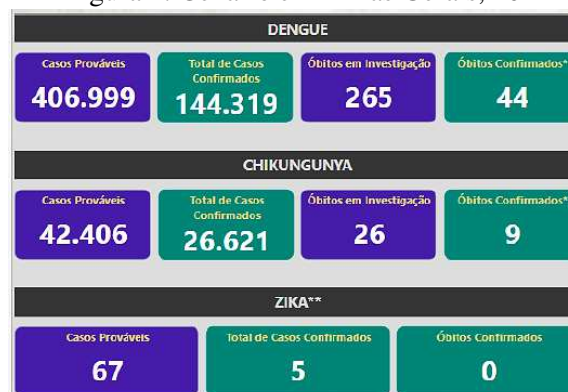 DENGUE
Casos Prováveis
Total de Casos
Confirmados
Óbitos em Investigação
Óbitos Confirmados*
406.999
144.319
265
44
CHIKUNGUNYA
Casos Prováveis
Total de Casos
Confirmados
Óbitos em Investigação
Óbitos Confirmados*
42.406
26.621
26
9
ZIKA**
Casos Prováveis
Total de Casos Confirmados
Óbitos Confirmados
67
5
0